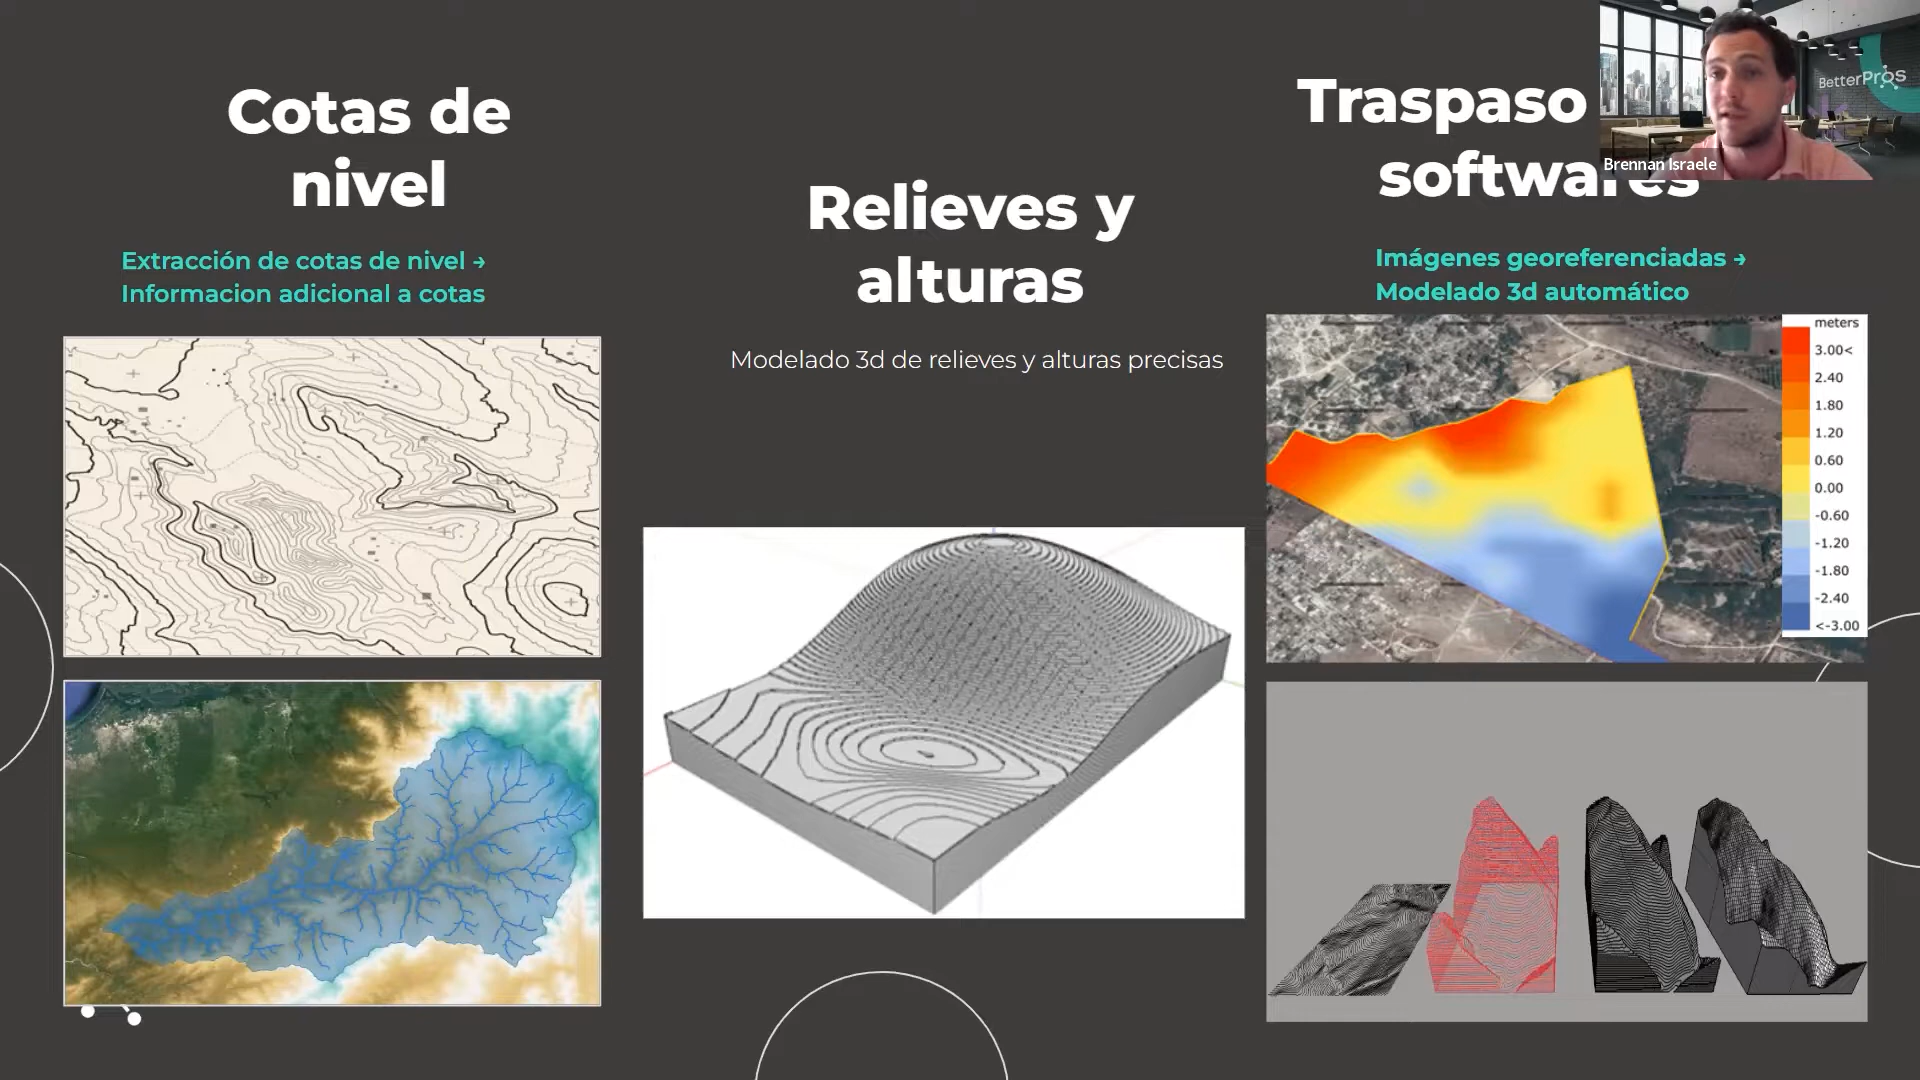 Cotas de
nivel
Extracción de cotas de nivel →
Informacion adicional a cotas
Relieves y
alturas
Modelado 3d de relieves y alturas precisas
Traspaso
softwares
Imágenes georeferenciadas →
Modelado 3d automático
meters
3.00<
2.40
1.80
1.20
0.60
0.00
-0.60
-1.20
-1.80
-2.40
<-3.00
BetterPros
Brennan Israele